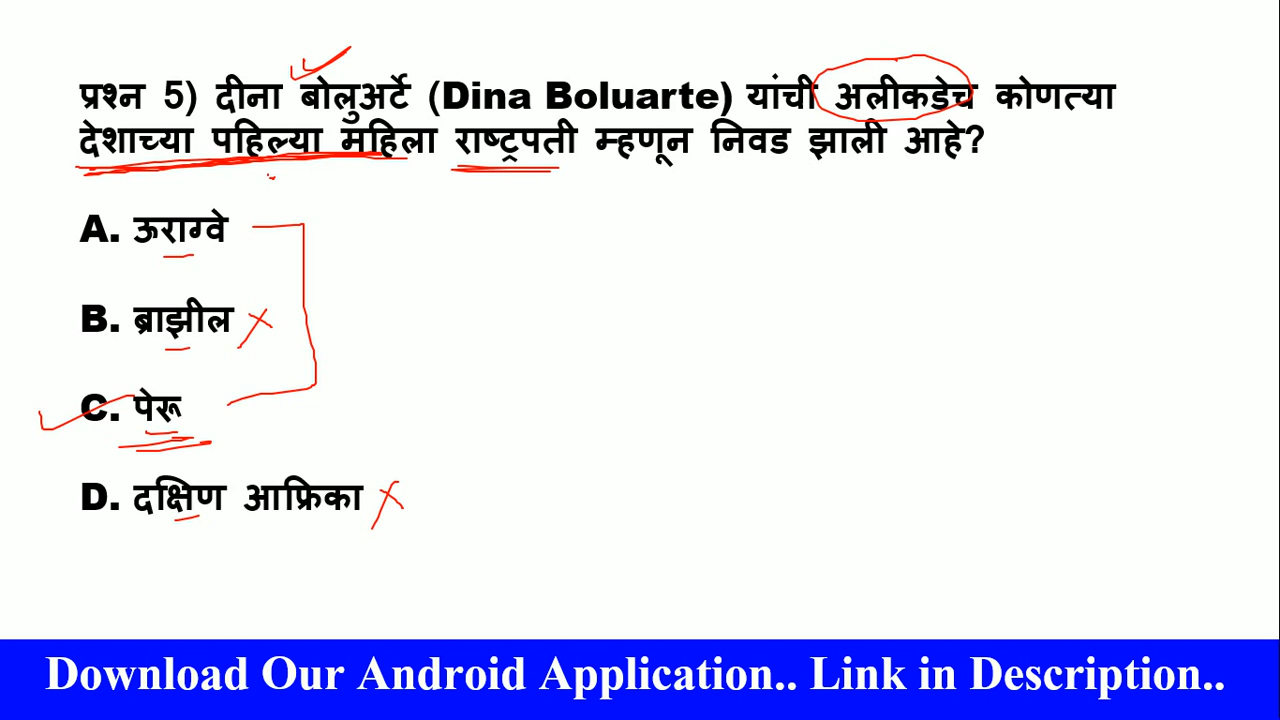 प्रश्न 5) दीना बोलुअर्टे (Dina Boluarte) यांची अलीकडेच कोणत्या
देशाच्या पहिल्या महिला राष्ट्रपती म्हणून निवड झाली आहे?
A. ऊराग्वे
B. ब्राझील
C. पेरू
D. दक्षिण आफ्रिका
Download Our Android Application.. Link in Description..